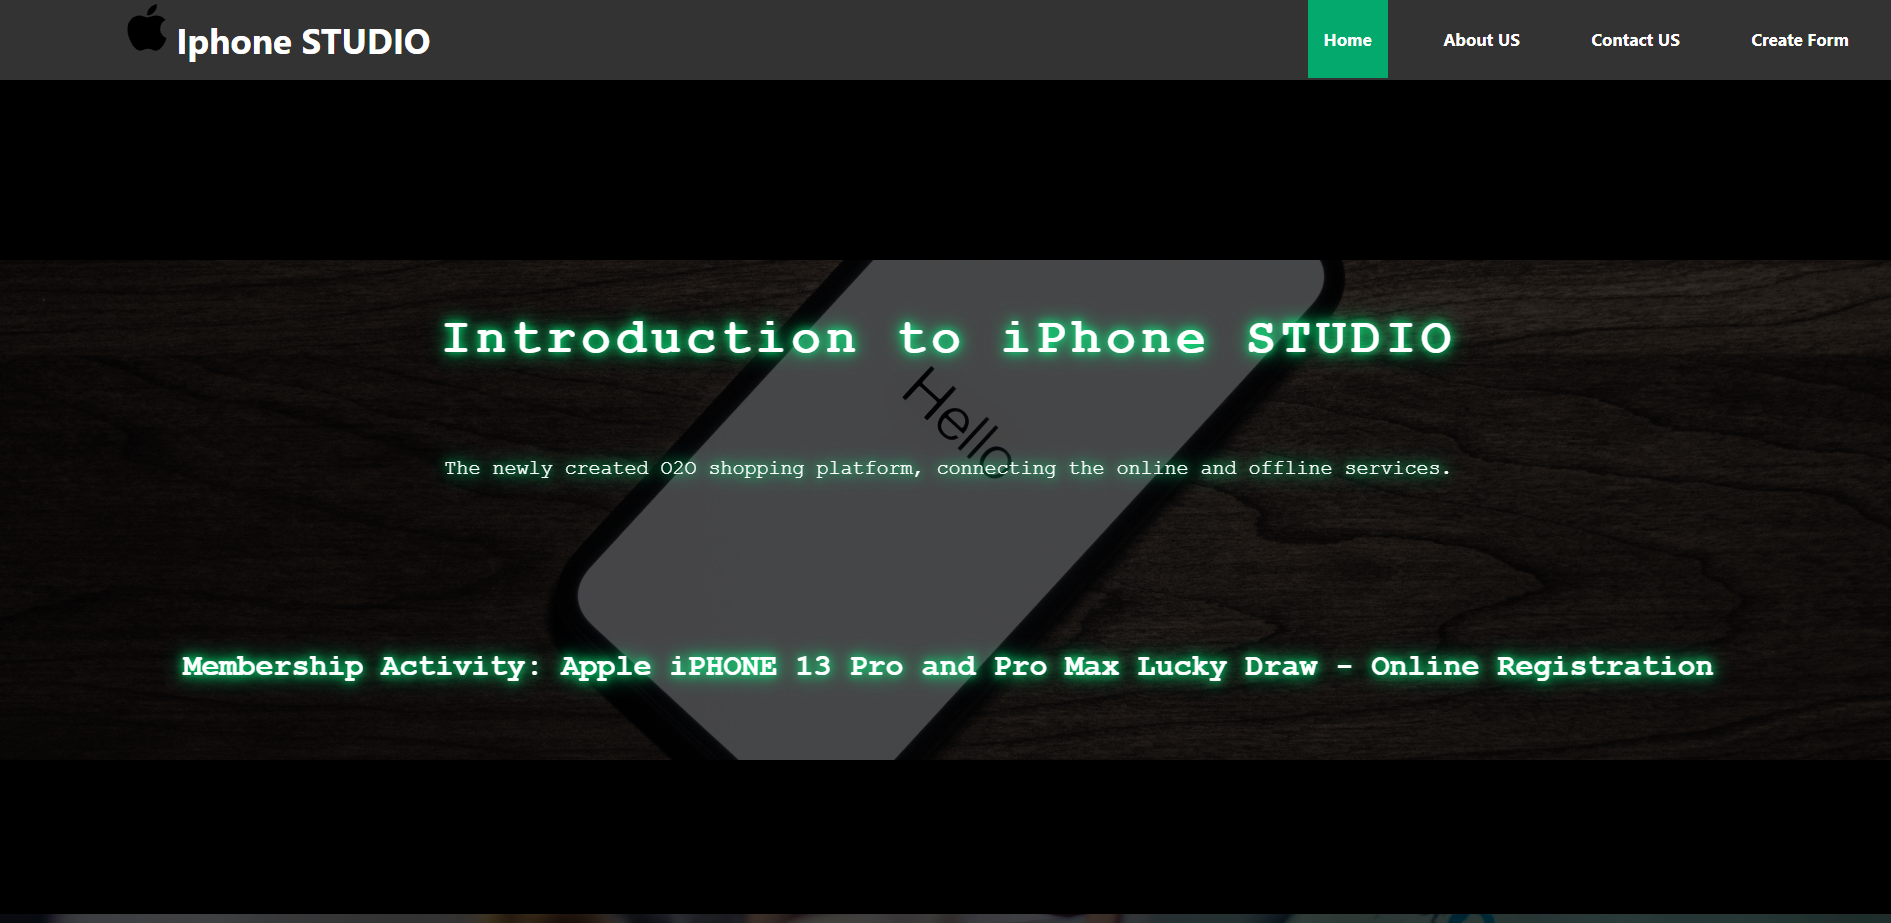 Iphone STUDIO
Home
About US
Contact US
Create Form
Introduction to iPhone STUDIO
Hello
The newly created O2O shopping platform, connecting the online and offline services.
Membership Activity: Apple iPHONE 13 Pro and Pro Max Lucky Draw - Online Registration